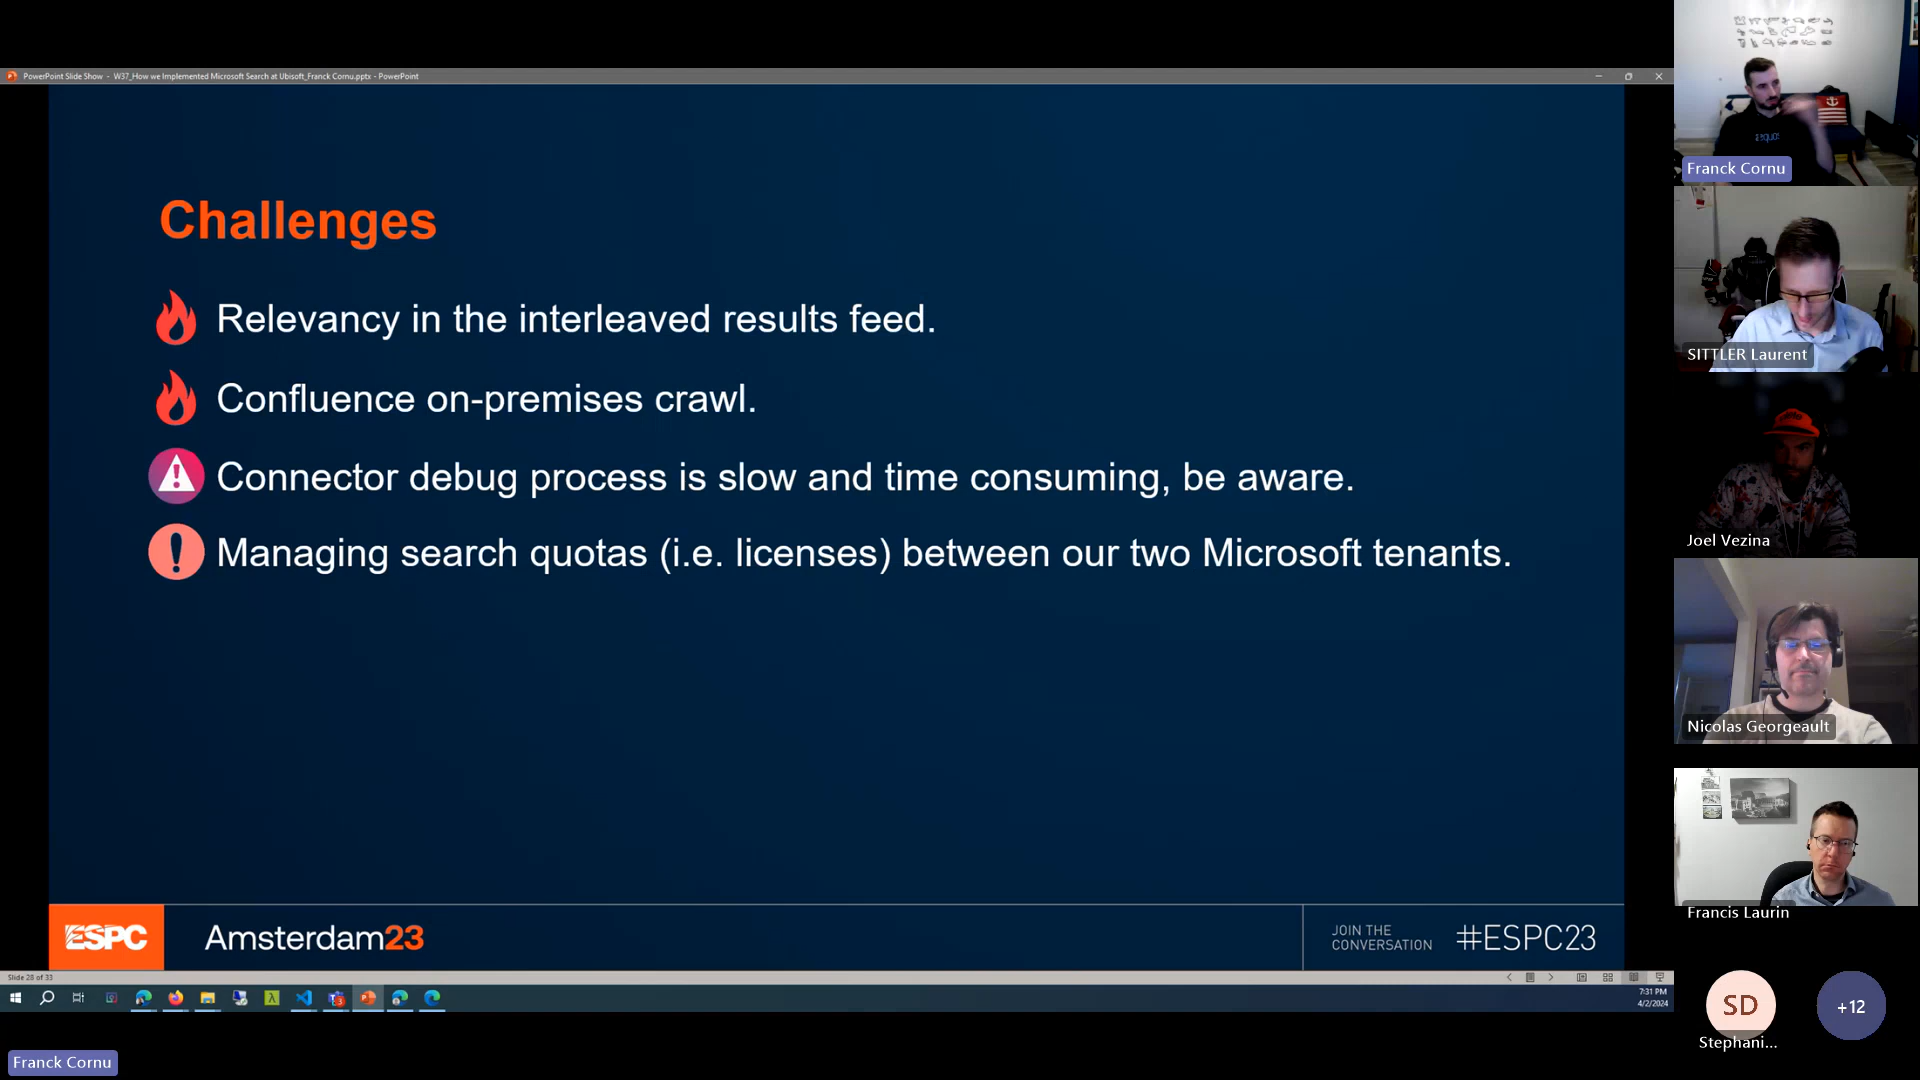 PowerPoint Slide Show - W37_How we Implemented Microsoft Search at Ubisoft_Franck Cornu.pptx - PowerPoint
Challenges
Relevancy in the interleaved results feed.
Confluence on-premises crawl.
Connector debug process is slow and time consuming, be aware.
Managing search quotas (i.e. licenses) between our two Microsoft tenants.
ESPC
Amsterdam23
JOIN THE
CONVERSATION
#ESPC23
Slide 28 of 33
7:31 PM
4/2/2024
Franck Cornu
Franck Cornu
SITTLER Laurent
Joel Vezina
Nicolas Georgeault
Francis Laurin
SD
Stephani...
+12